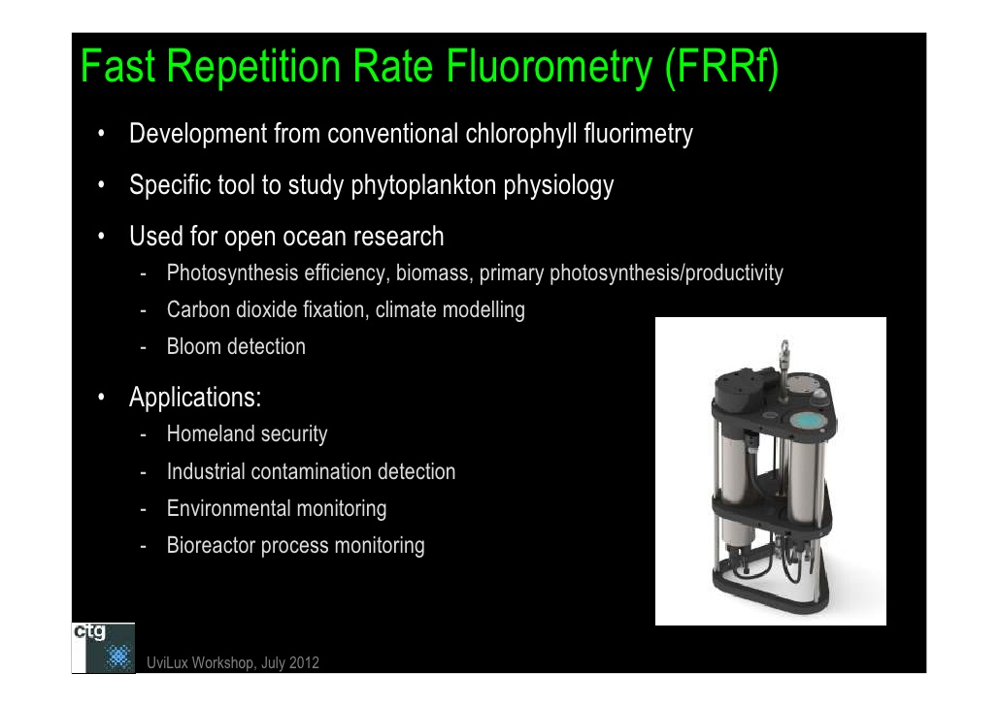 Fast Repetition Rate Fluorometry (FRRf)
• Development from conventional chlorophyll fluorimetry
• Specific tool to study phytoplankton physiology
• Used for open ocean research
- Photosynthesis efficiency, biomass, primary photosynthesis/productivity
- Carbon dioxide fixation, climate modelling
- Bloom detection
• Applications:
- Homeland security
- Industrial contamination detection
- Environmental monitoring
- Bioreactor process monitoring
ctg
UviLux Workshop, July 2012